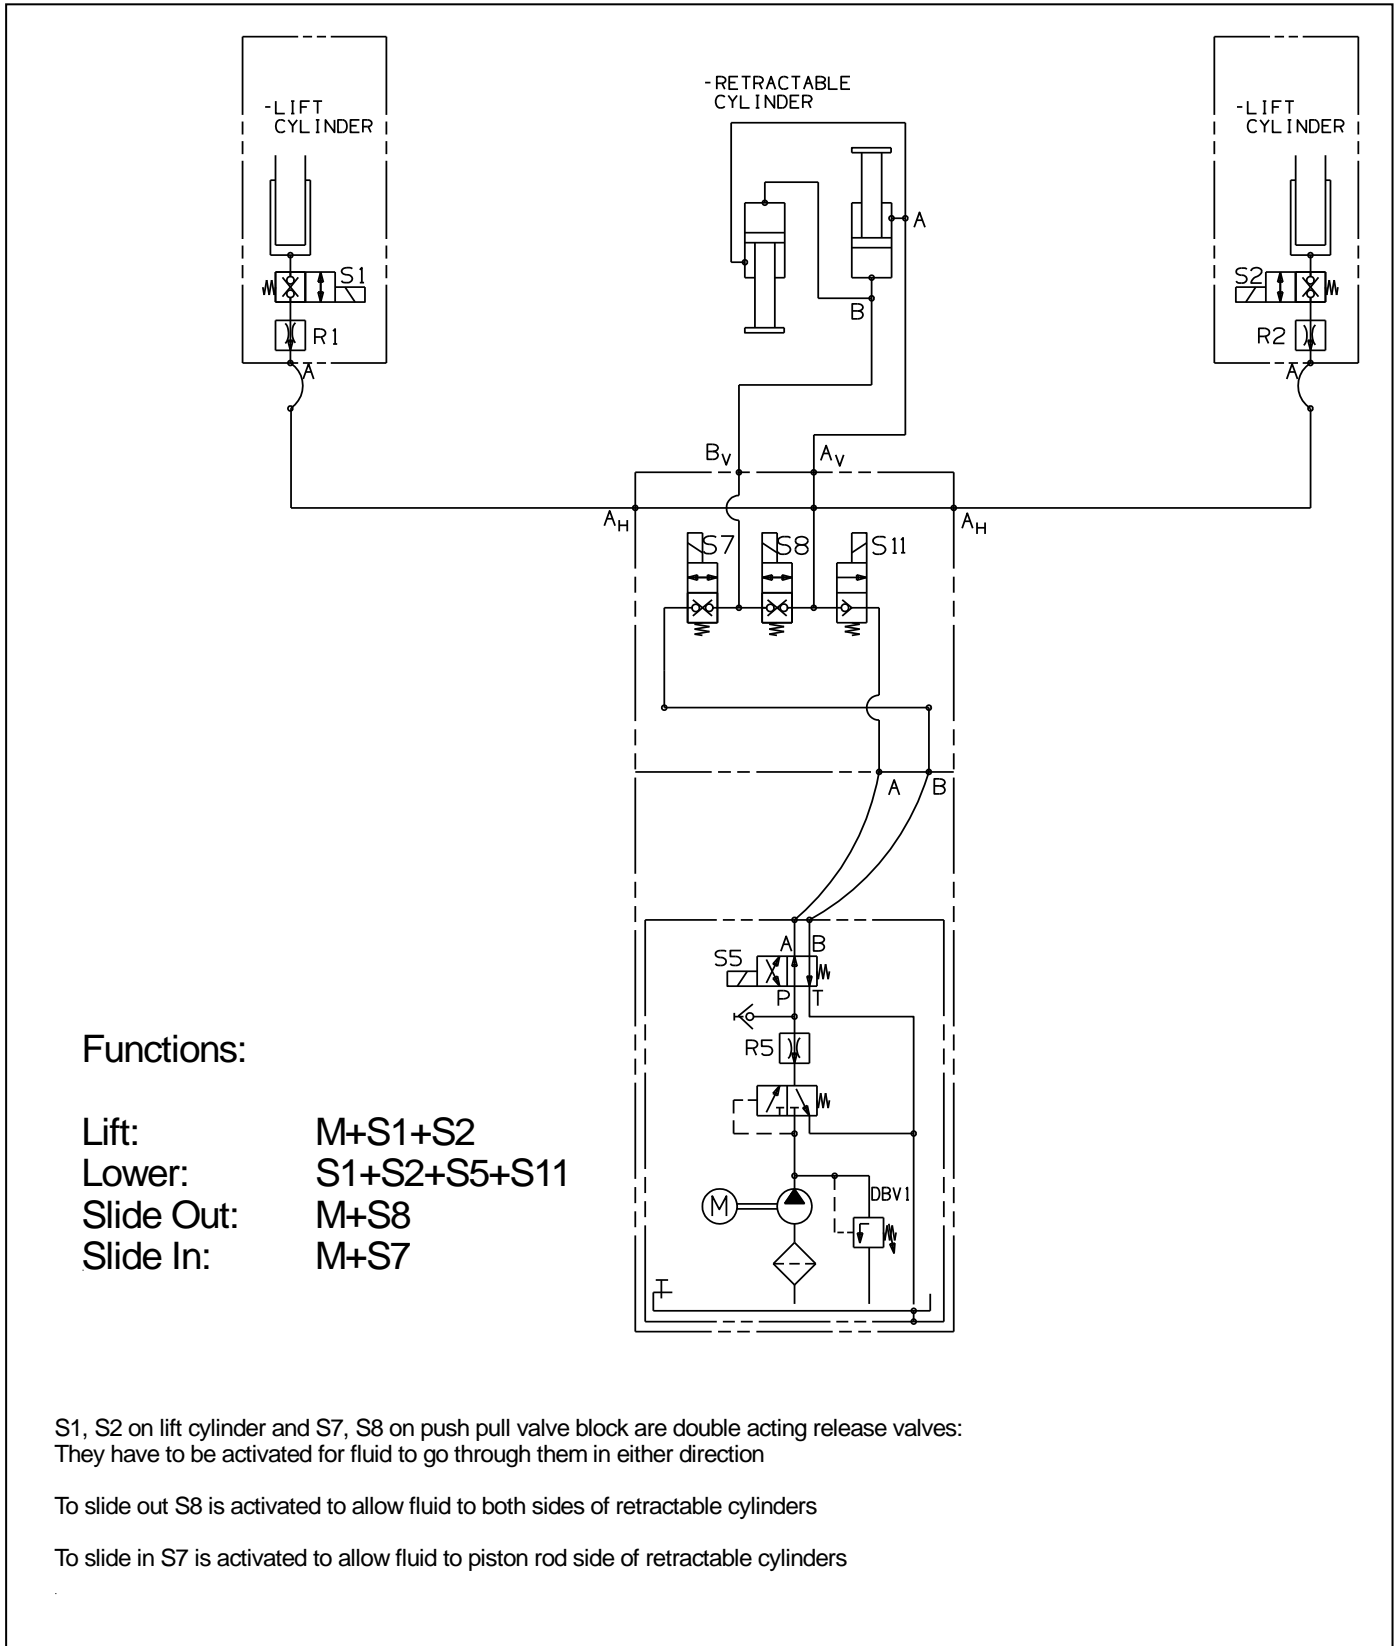 -RETRACTABLE
CYLINDER
-LIFT
CYLINDER
-LIFT
CYLINDER
A
S1
S2
B
R1
R2
A
A
BV
AV
AH
AH
S7
S8
S11
A
B
A
B
S5
P
T
R5
DBV1
M
T
Functions:
Lift: M+S1+S2
Lower: S1+S2+S5+S11
Slide Out: M+S8
Slide In: M+S7
S1, S2 on lift cylinder and S7, S8 on push pull valve block are double acting release valves:
They have to be activated for fluid to go through them in either direction
To slide out S8 is activated to allow fluid to both sides of retractable cylinders
To slide in S7 is activated to allow fluid to piston rod side of retractable cylinders